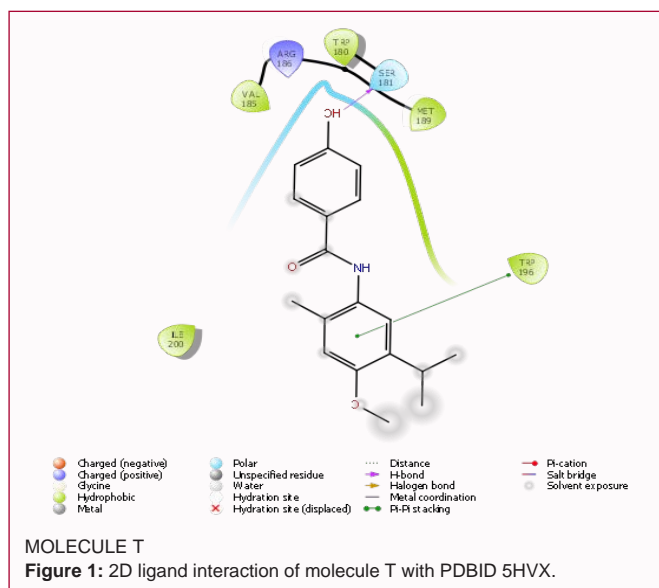 TRP
180
ARG
186
SER
181
VAL
185
MET
189
HO
O
NH
TRP
196
ILE
200
O
Charged (negative)
Charged (positive)
Glycine
Hydrophobic
Metal
Polar
Unspecified residue
Water
Hydration site
Hydration site (displaced)
Distance
H-bond
Halogen bond
Metal coordination
Pi-Pi stacking
Pi-cation
Salt bridge
Solvent exposure
MOLECULE T
Figure 1: 2D ligand interaction of molecule T with PDBID 5HVX.